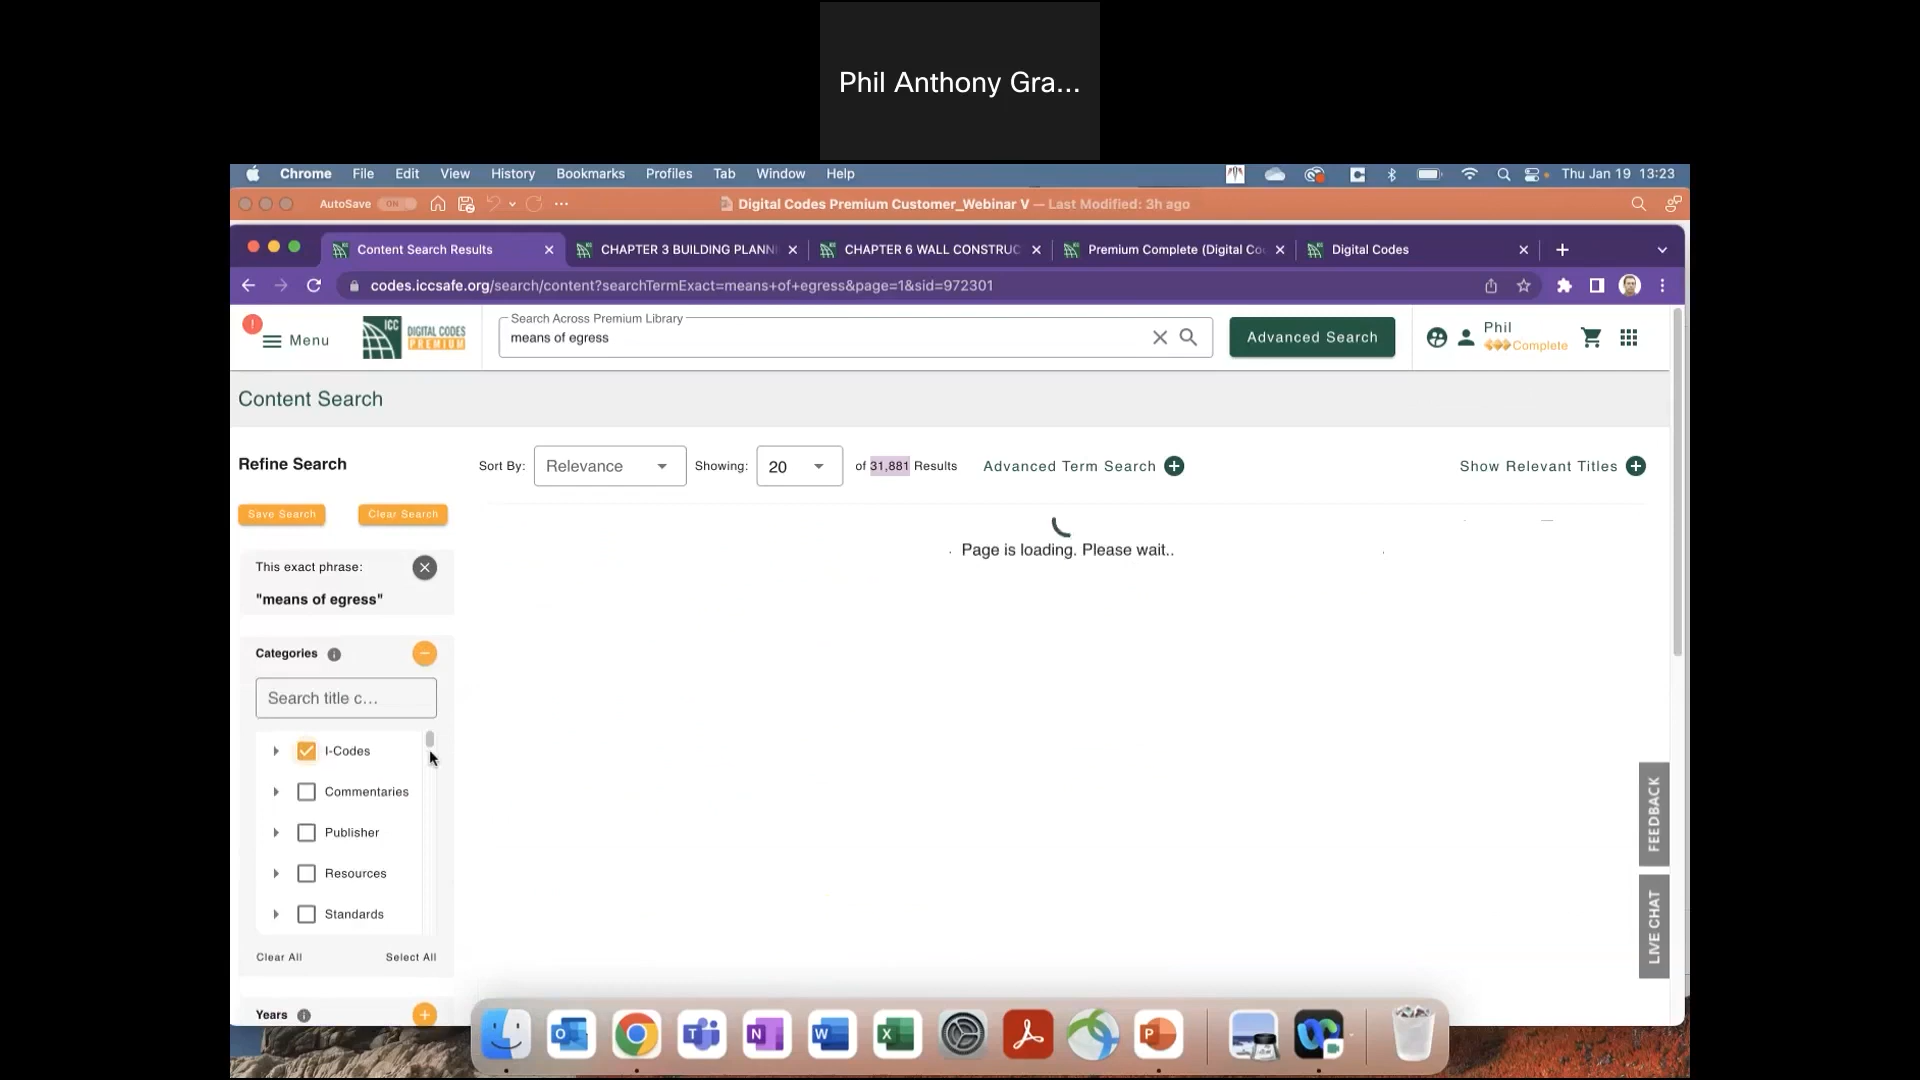 Phil Anthony Gra...
Chrome File Edit View History Bookmarks Profiles Tab Window Help Thu Jan 19 13:23
AutoSave ON ... Digital Codes Premium Customer_Webinar V — Last Modified: 3h ago
Content Search Results CHAPTER 3 BUILDING PLANNI CHAPTER 6 WALL CONSTRUC Premium Complete (Digital Co Digital Codes
codes.iccsafe.org/search/content?searchTermExact=means+of+egress&page=1&sid=972301
Menu
ICC DIGITAL CODES PREMIUM
Search Across Premium Library
means of egress
Advanced Search
Phil
Complete
Content Search
Refine Search
Sort By: Relevance Showing: 20 of 31,881 Results Advanced Term Search Show Relevant Titles
Save Search Clear Search
Page is loading. Please wait..
This exact phrase:
"means of egress"
Categories
Search title c...
I-Codes
Commentaries
Publisher
Resources
Standards
Clear All Select All
Years
FEEDBACK
LIVE CHAT